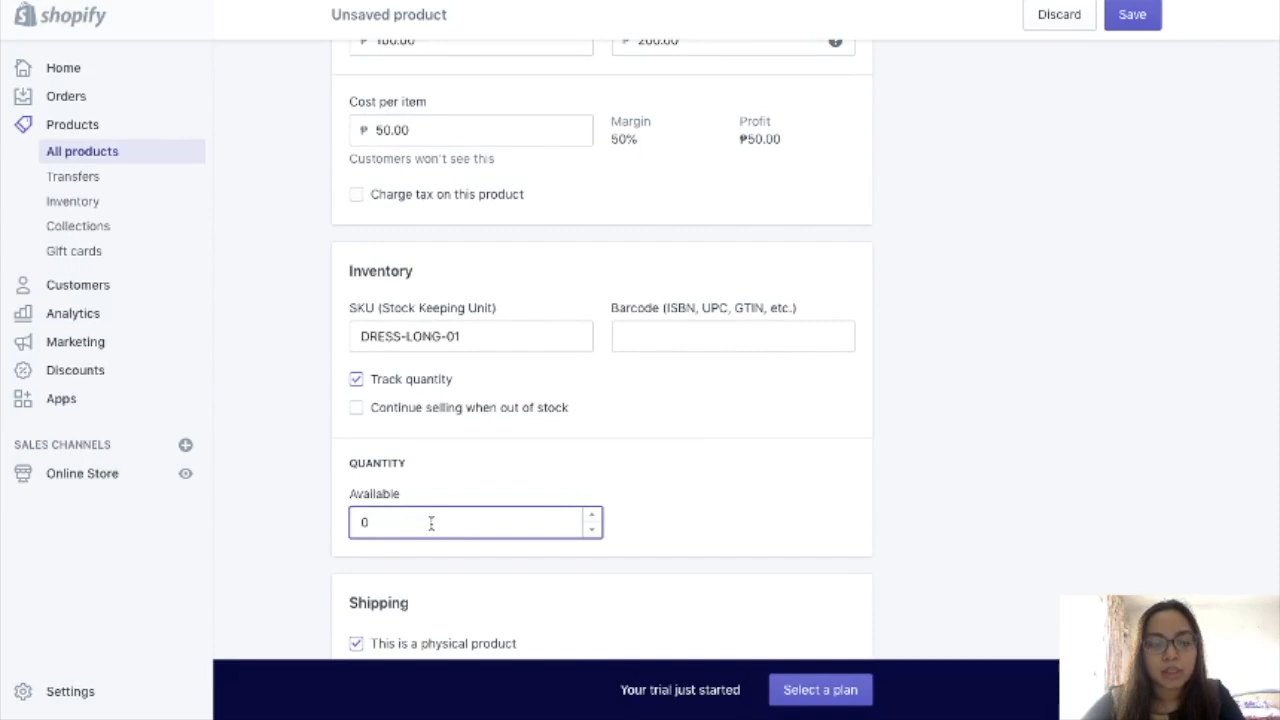 shopify
Unsaved product
Discard
Save
Home
Orders
Products
All products
Transfers
Inventory
Collections
Gift cards
Customers
Analytics
Marketing
Discounts
Apps
SALES CHANNELS
Online Store
Settings
₱ 100.00
₱ 200.00
Cost per item
₱ 50.00
Margin
50%
Profit
₱50.00
Customers won't see this
Charge tax on this product
Inventory
SKU (Stock Keeping Unit)
DRESS-LONG-01
Barcode (ISBN, UPC, GTIN, etc.)
Track quantity
Continue selling when out of stock
QUANTITY
Available
0
Shipping
This is a physical product
Your trial just started
Select a plan